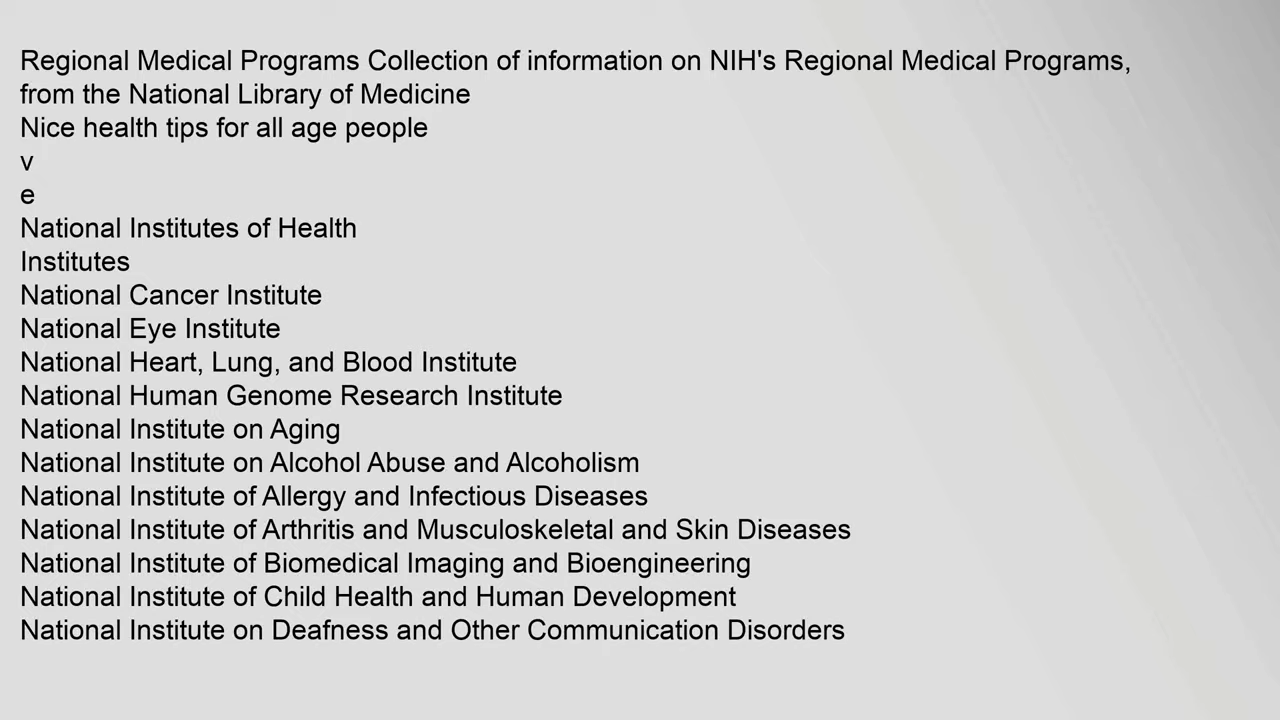 Regional Medical Programs Collection of information on NIH's Regional Medical Programs,
from the National Library of Medicine
Nice health tips for all age people
v
e
National Institutes of Health
Institutes
National Cancer Institute
National Eye Institute
National Heart, Lung, and Blood Institute
National Human Genome Research Institute
National Institute on Aging
National Institute on Alcohol Abuse and Alcoholism
National Institute of Allergy and Infectious Diseases
National Institute of Arthritis and Musculoskeletal and Skin Diseases
National Institute of Biomedical Imaging and Bioengineering
National Institute of Child Health and Human Development
National Institute on Deafness and Other Communication Disorders